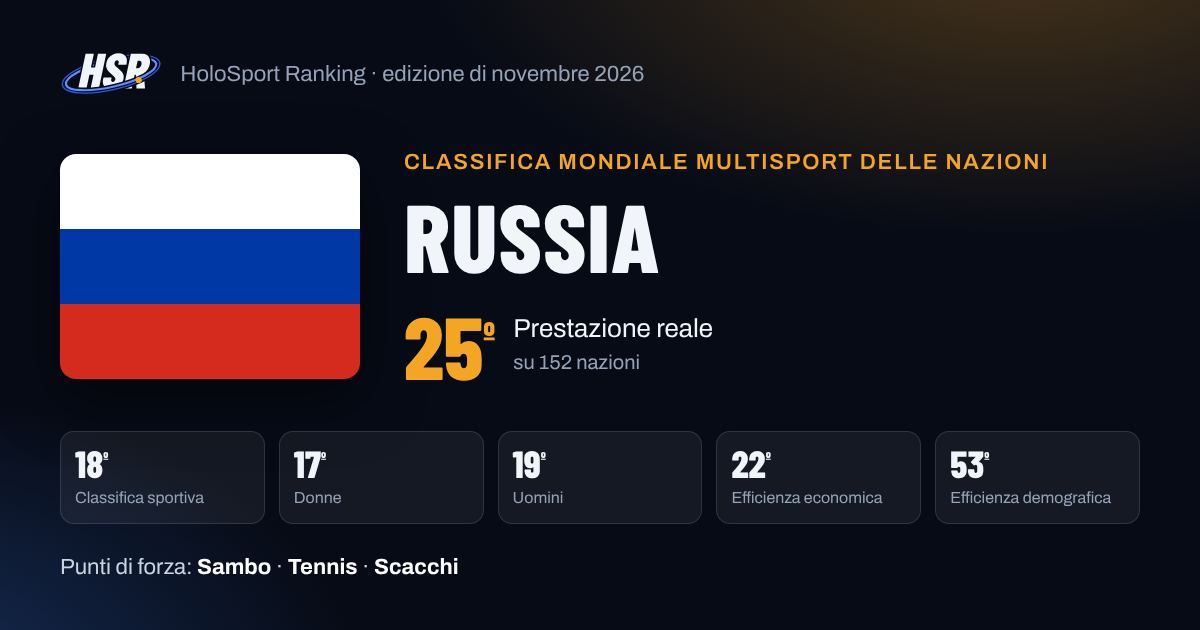 HSR
HoloSport Ranking · edizione di novembre 2026
CLASSIFICA MONDIALE MULTISPORT DELLE NAZIONI
RUSSIA
25º
Prestazione reale
su 152 nazioni
18º
Classifica sportiva
17º
Donne
19º
Uomini
22º
Efficienza economica
53º
Efficienza demografica
Punti di forza: Sambo · Tennis · Scacchi